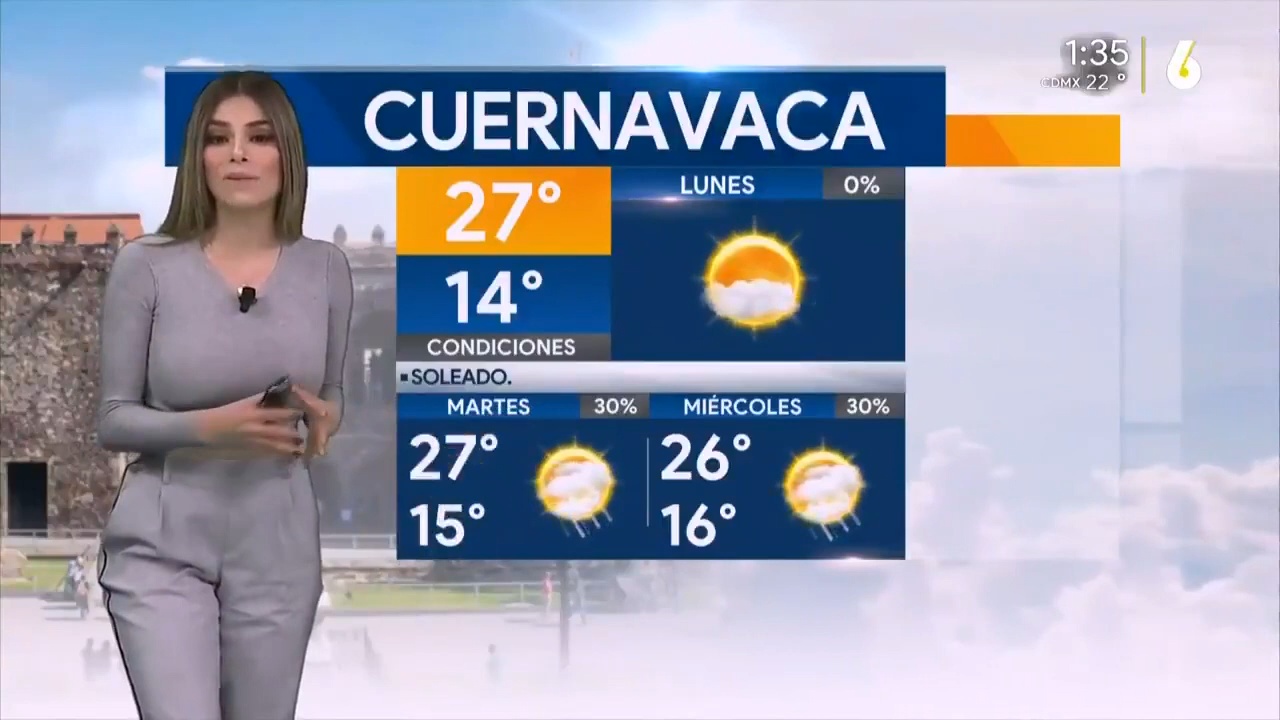 1:35
CDMX 22°
6
CUERNAVACA
27°
14°
CONDICIONES
LUNES 0%
SOLEADO.
MARTES 30%
27°
15°
MIÉRCOLES 30%
26°
16°